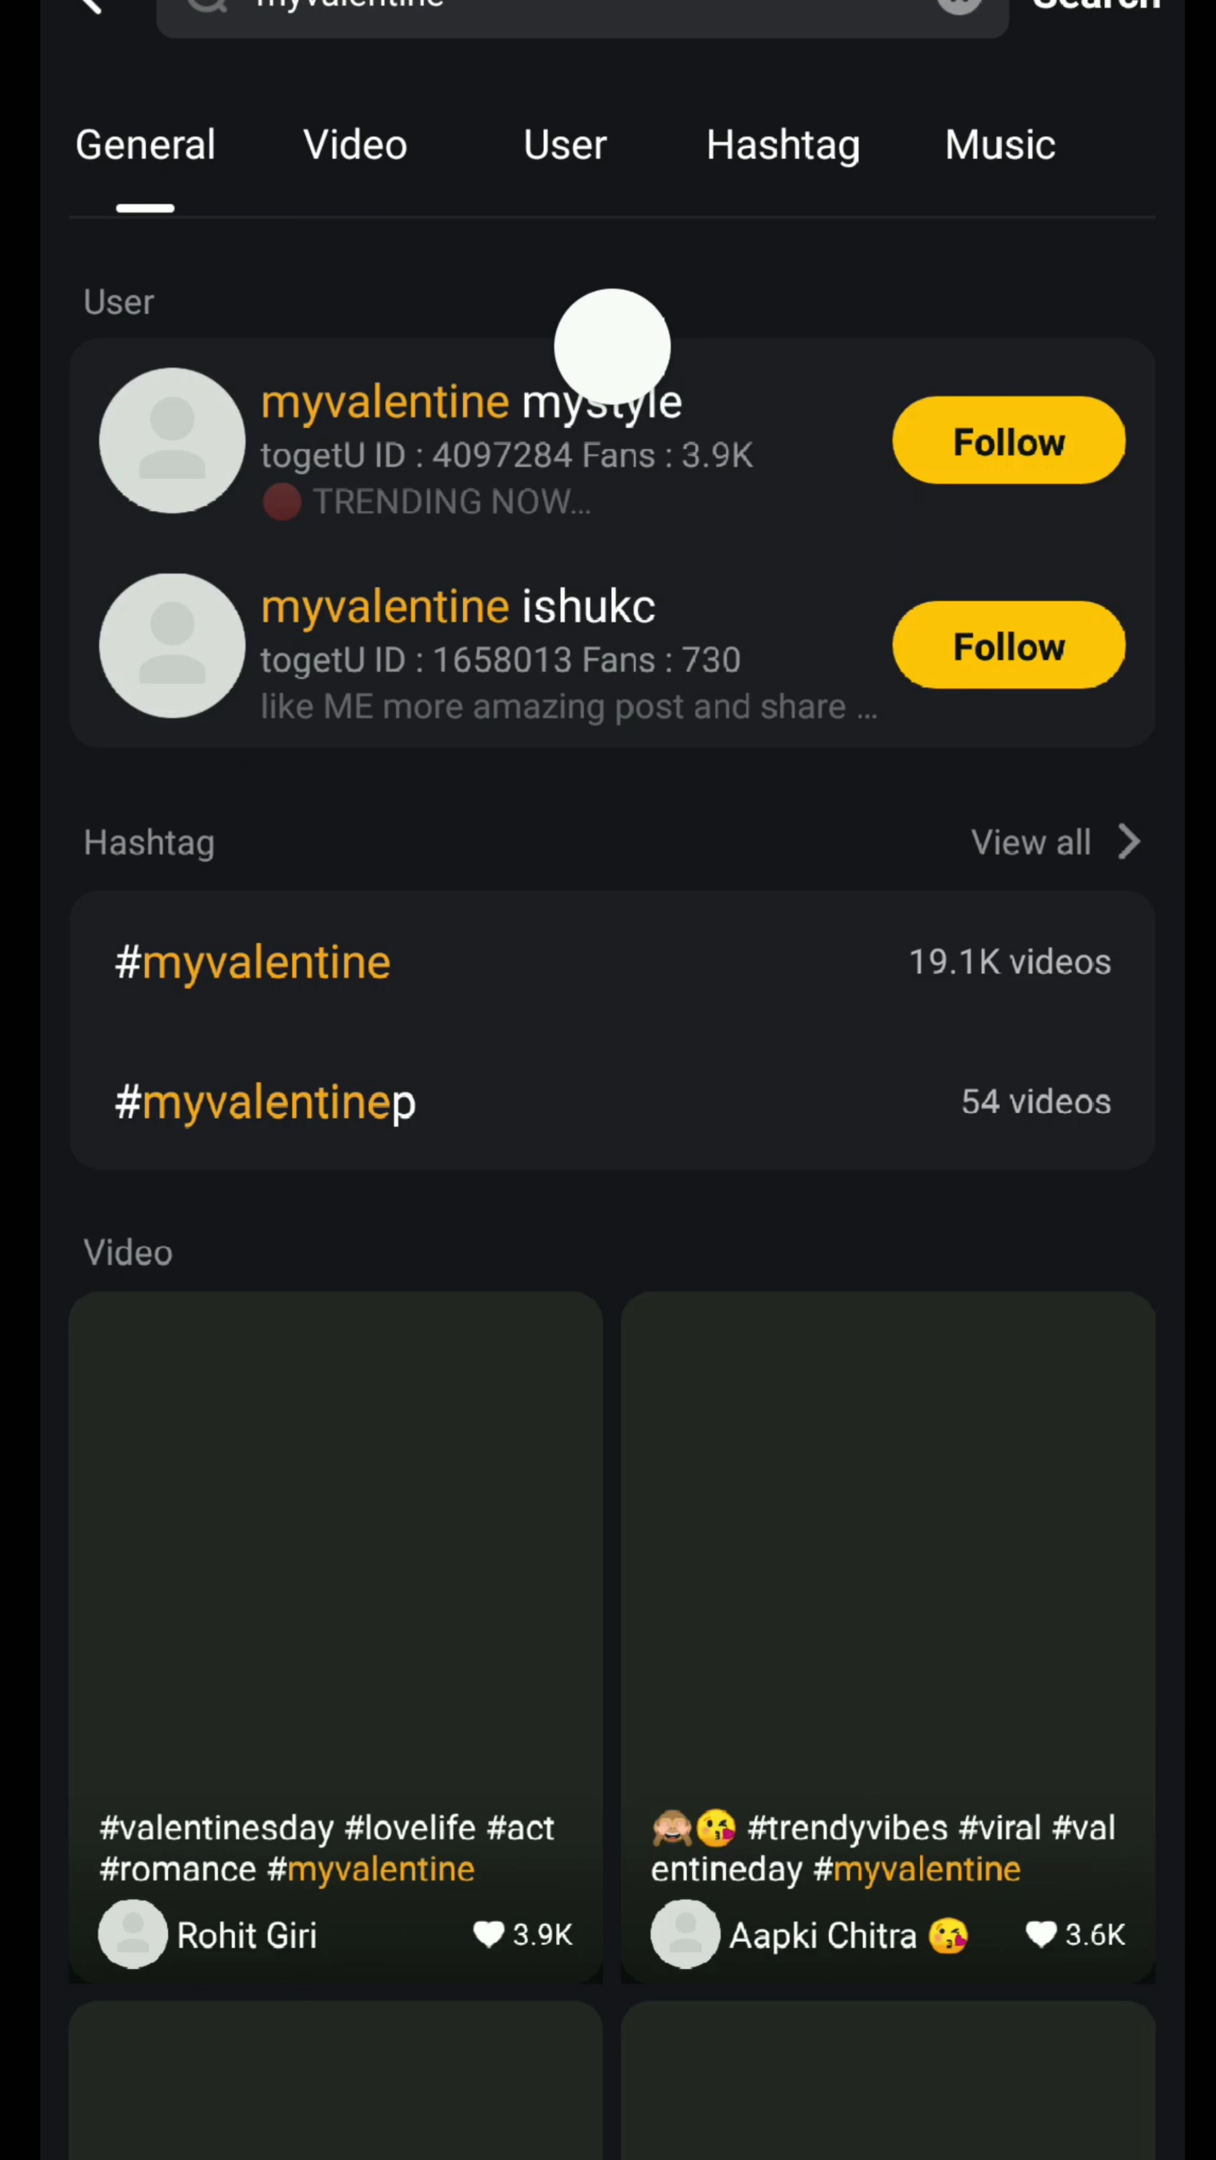 myvalentine
Search
General Video User Hashtag Music
User
myvalentine mystyle
togetU ID : 4097284 Fans : 3.9K
🔴 TRENDING NOW...
Follow
myvalentine ishukc
togetU ID : 1658013 Fans : 730
like ME more amazing post and share ...
Follow
Hashtag
View all
#myvalentine
19.1K videos
#myvalentinep
54 videos
Video
#valentinesday #lovelife #act
#romance #myvalentine
Rohit Giri
3.9K
🙈😘 #trendyvibes #viral #val
entineday #myvalentine
Aapki Chitra 😘
3.6K